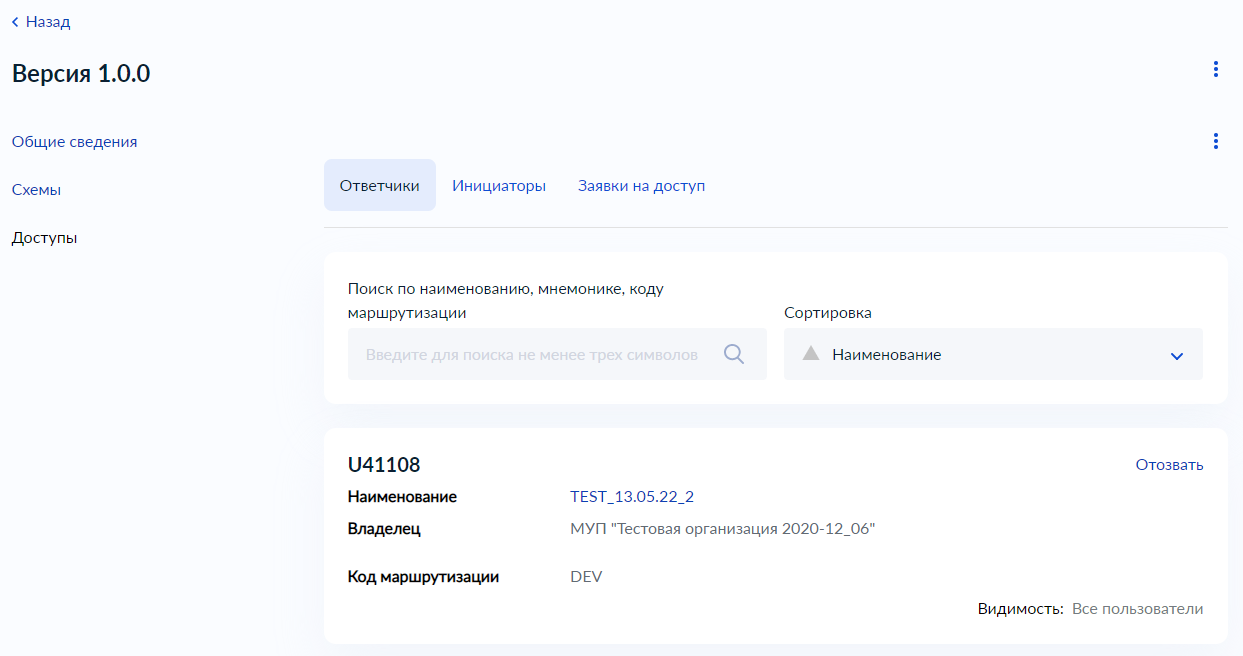 Назад
Версия 1.0.0
Общие сведения
Схемы
Доступы
Ответчики Инициаторы Заявки на доступ
Поиск по наименованию, мнемонике, коду
маршрутизации
Сортировка
Введите для поиска не менее трех символов
Наименование
U41108
Отозвать
Наименование TEST_13.05.22_2
Владелец МУП "Тестовая организация 2020-12_06"
Код маршрутизации DEV
Видимость: Все пользователи